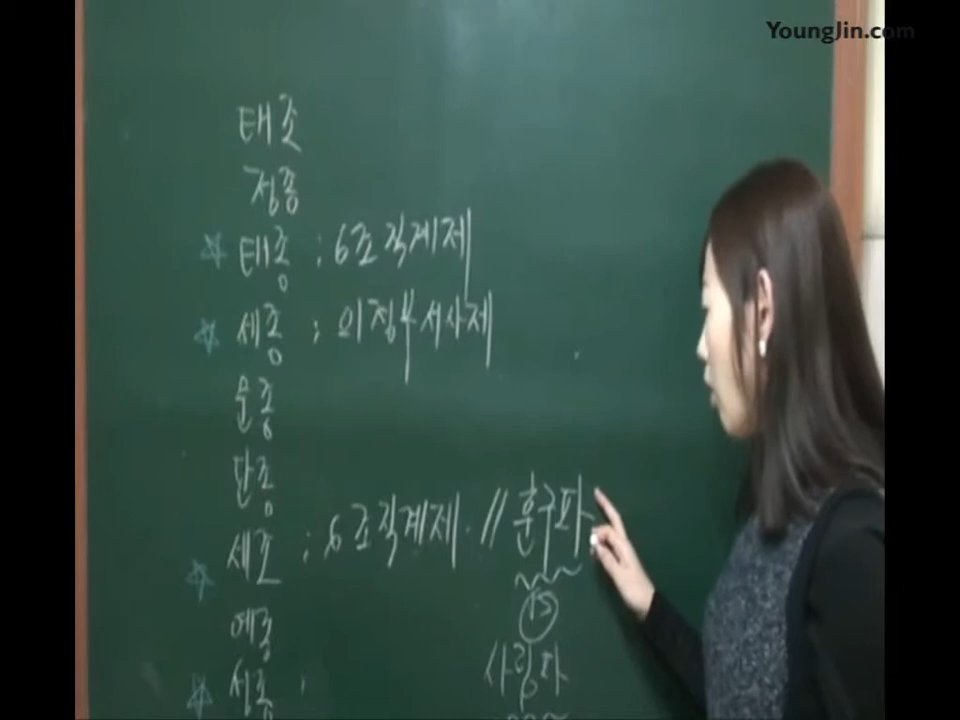 YoungJin.com
태조
정종
☆ 태종 : 6조직계제
☆ 세종 : 의정부서사제
문종
단종
☆ 세조 : 6조직계제. // 훈구파
VS
예종
사림파
☆ 성종 :